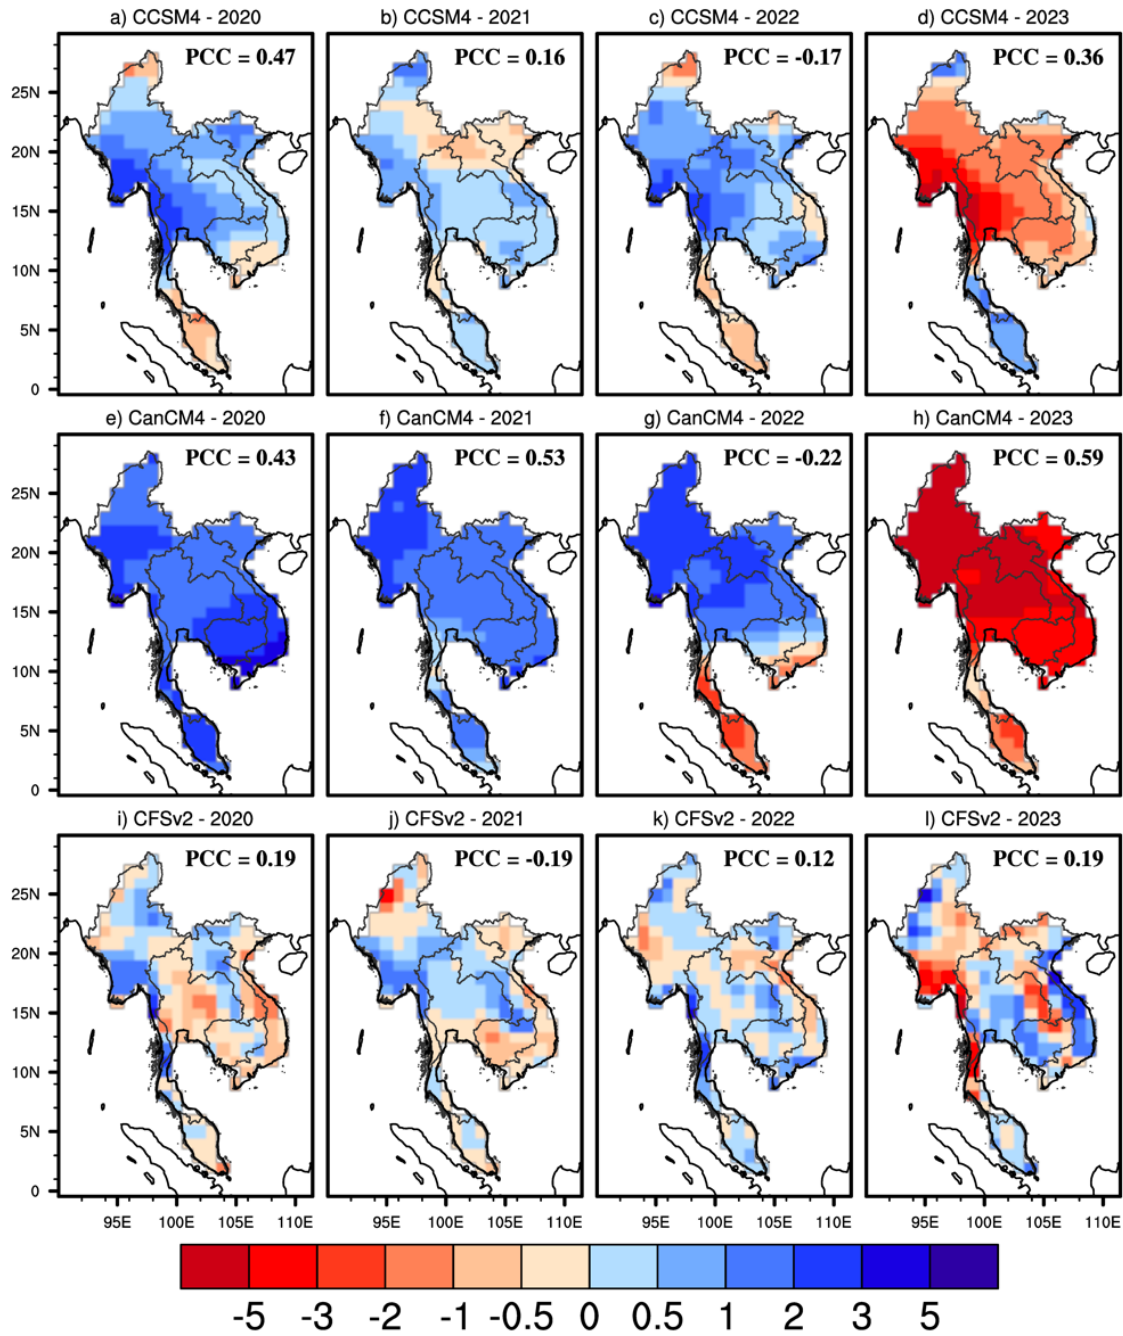 a) CCSM4 - 2020
b) CCSM4 - 2021
c) CCSM4 - 2022
d) CCSM4 - 2023
PCC = 0.47
PCC = 0.16
PCC = -0.17
PCC = 0.36
25N
20N
15N
10N
5N
0
e) CanCM4 - 2020
f) CanCM4 - 2021
g) CanCM4 - 2022
h) CanCM4 - 2023
PCC = 0.43
PCC = 0.53
PCC = -0.22
PCC = 0.59
25N
20N
15N
10N
5N
0
i) CFSv2 - 2020
j) CFSv2 - 2021
k) CFSv2 - 2022
l) CFSv2 - 2023
PCC = 0.19
PCC = -0.19
PCC = 0.12
PCC = 0.19
25N
20N
15N
10N
5N
0
95E 100E 105E 110E
95E 100E 105E 110E
95E 100E 105E 110E
95E 100E 105E 110E
-5 -3 -2 -1 -0.5 0 0.5 1 2 3 5